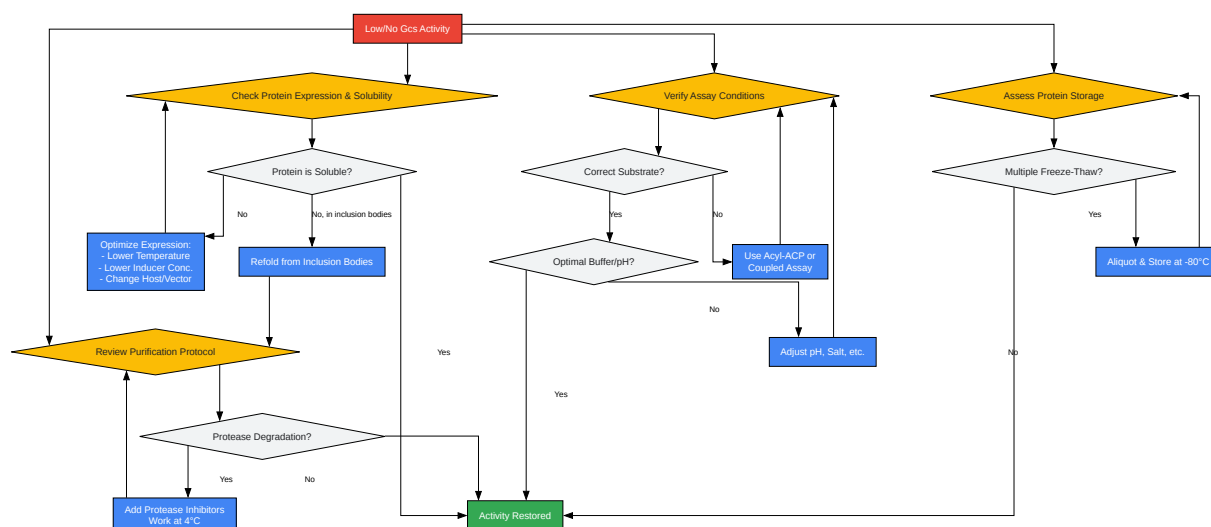 Low/No Gcs Activity
Check Protein Expression & Solubility
Verify Assay Conditions
Assess Protein Storage
Protein is Soluble?
Correct Substrate?
Multiple Freeze-Thaw?
No
No, in inclusion bodies
Yes
No
Yes
Optimize Expression:
- Lower Temperature
- Lower Inducer Conc.
- Change Host/Vector
Refold from Inclusion Bodies
Optimal Buffer/pH?
Use Acyl-ACP or
Coupled Assay
Aliquot & Store at -80°C
No
Review Purification Protocol
Yes
Adjust pH, Salt, etc.
No
Yes
Protease Degradation?
Yes
No
Add Protease Inhibitors
Work at 4°C
Activity Restored